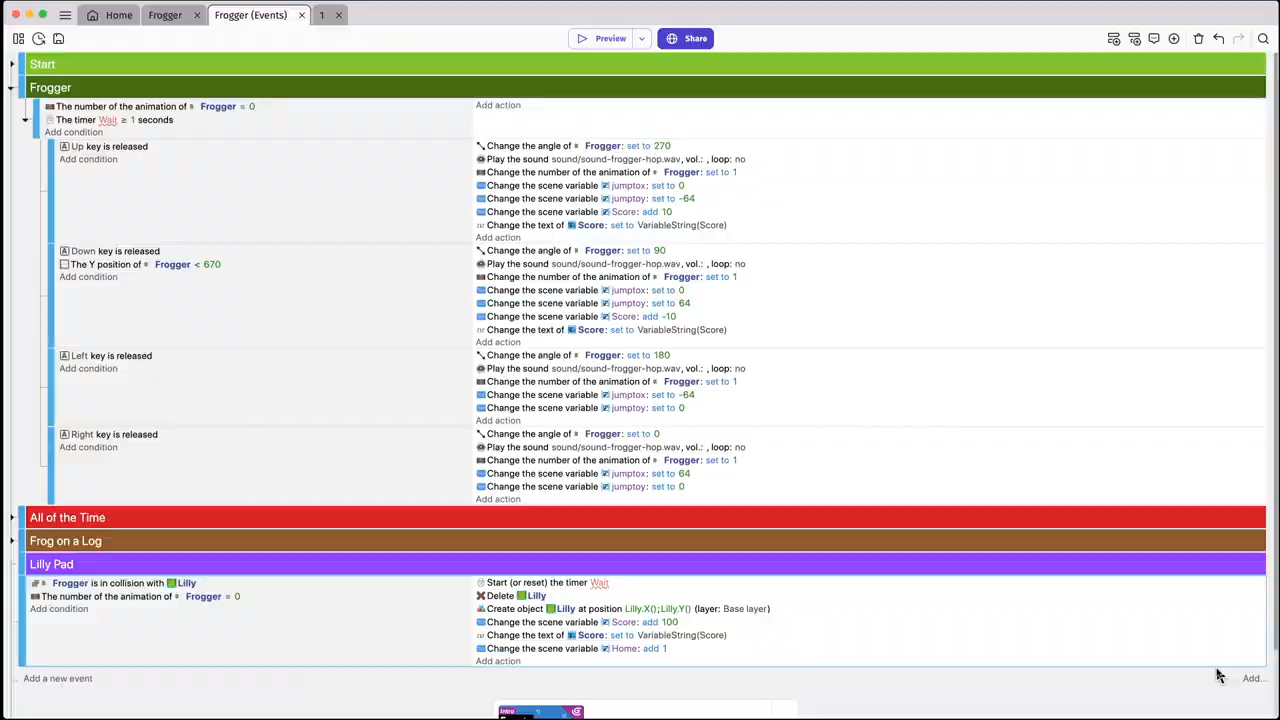 Home
Frogger
Frogger (Events)
1
Preview
Share
Start
Frogger
The number of the animation of Frogger = 0
The timer Wait ≥ 1 seconds
Add condition
Add action
Up key is released
Add condition
Change the angle of Frogger: set to 270
Play the sound sound/sound-frogger-hop.wav, vol.: , loop: no
Change the number of the animation of Frogger: set to 1
Change the scene variable jumptox: set to 0
Change the scene variable jumptoy: set to -64
Change the scene variable Score: add 10
Change the text of Score: set to VariableString(Score)
Add action
Down key is released
The Y position of Frogger < 670
Add condition
Change the angle of Frogger: set to 90
Play the sound sound/sound-frogger-hop.wav, vol.: , loop: no
Change the number of the animation of Frogger: set to 1
Change the scene variable jumptox: set to 0
Change the scene variable jumptoy: set to 64
Change the scene variable Score: add -10
Change the text of Score: set to VariableString(Score)
Add action
Left key is released
Add condition
Change the angle of Frogger: set to 180
Play the sound sound/sound-frogger-hop.wav, vol.: , loop: no
Change the number of the animation of Frogger: set to 1
Change the scene variable jumptox: set to -64
Change the scene variable jumptoy: set to 0
Add action
Right key is released
Add condition
Change the angle of Frogger: set to 0
Play the sound sound/sound-frogger-hop.wav, vol.: , loop: no
Change the number of the animation of Frogger: set to 1
Change the scene variable jumptox: set to 64
Change the scene variable jumptoy: set to 0
Add action
All of the Time
Frog on a Log
Lilly Pad
Frogger is in collision with Lilly
The number of the animation of Frogger = 0
Add condition
Start (or reset) the timer Wait
Delete Lilly
Create object Lilly at position Lilly.X();Lilly.Y() (layer: Base layer)
Change the scene variable Score: add 100
Change the text of Score: set to VariableString(Score)
Change the scene variable Home: add 1
Add action
Add a new event
Add...
Intro